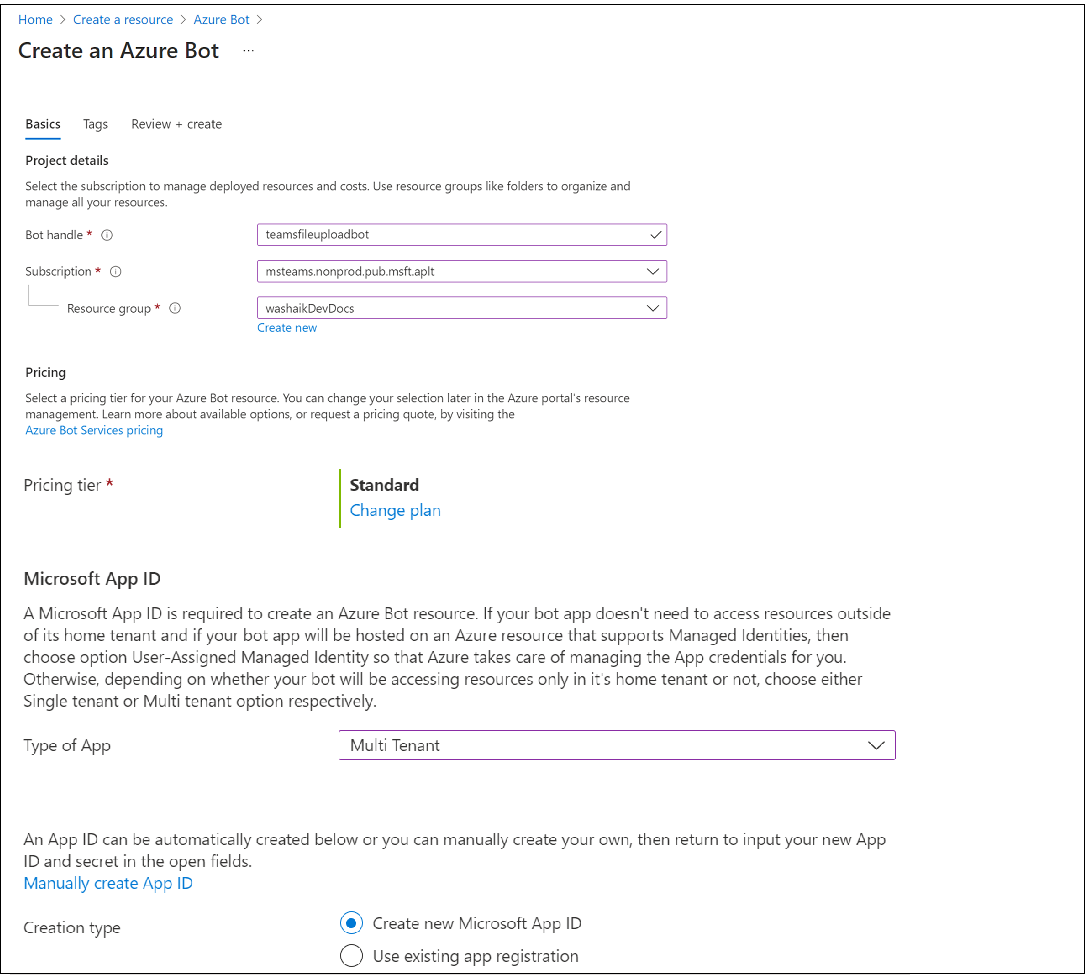 Home > Create a resource > Azure Bot >
Create an Azure Bot ...
Basics Tags Review + create
Project details
Select the subscription to manage deployed resources and costs. Use resource groups like folders to organize and
manage all your resources.
Bot handle * teamsfileuploadbot
Subscription * msteams.nonprod.pub.msft.aplt
Resource group * washaikDevDocs
Create new
Pricing
Select a pricing tier for your Azure Bot resource. You can change your selection later in the Azure portal's resource
management. Learn more about available options, or request a pricing quote, by visiting the
Azure Bot Services pricing
Pricing tier * Standard
Change plan
Microsoft App ID
A Microsoft App ID is required to create an Azure Bot resource. If your bot app doesn't need to access resources outside
of its home tenant and if your bot app will be hosted on an Azure resource that supports Managed Identities, then
choose option User-Assigned Managed Identity so that Azure takes care of managing the App credentials for you.
Otherwise, depending on whether your bot will be accessing resources only in it's home tenant or not, choose either
Single tenant or Multi tenant option respectively.
Type of App Multi Tenant
An App ID can be automatically created below or you can manually create your own, then return to input your new App
ID and secret in the open fields.
Manually create App ID
Creation type Create new Microsoft App ID
Use existing app registration